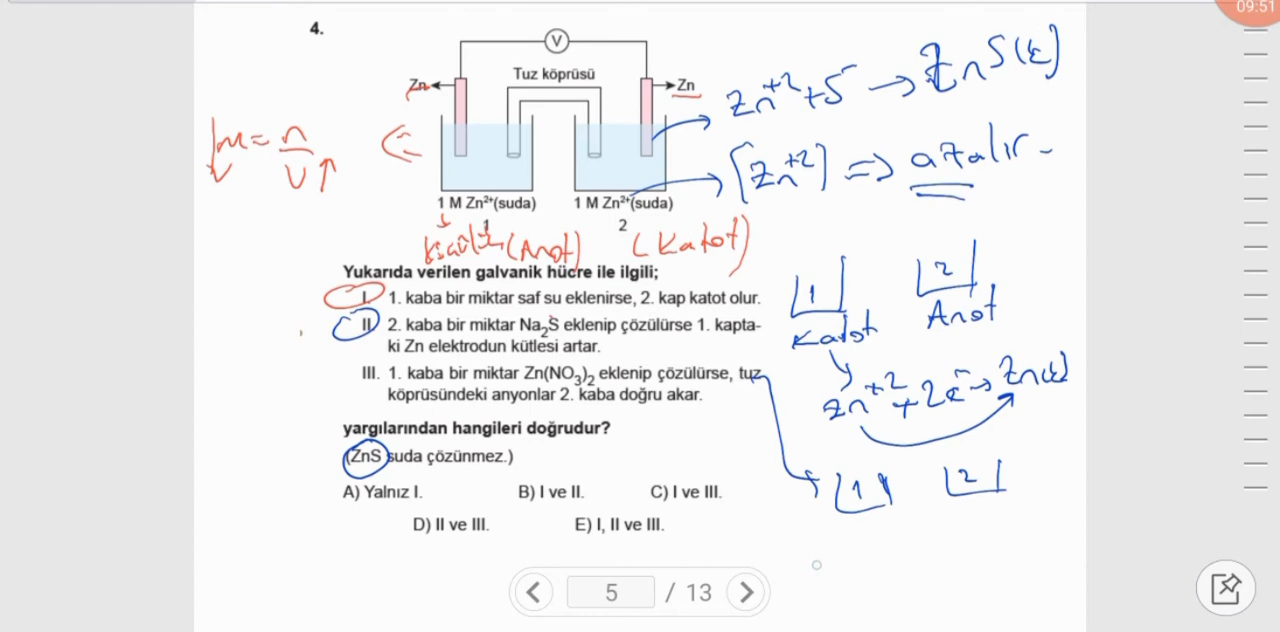 09:51
4.
V
Zn
Tuz köprüsü
Zn
1 M Zn²⁺(suda)
1 M Zn²⁺(suda)
1
2
(Anot)
(Katot)
M = n
V
Zn⁺² + S⁻ → ZnS(k)
[Zn⁺²] => azalır
Yukarıda verilen galvanik hücre ile ilgili;
I. 1. kaba bir miktar saf su eklenirse, 2. kap katot olur.
II. 2. kaba bir miktar Na₂S eklenip çözülürse 1. kapta-
ki Zn elektrodun kütlesi artar.
III. 1. kaba bir miktar Zn(NO₃)₂ eklenip çözülürse, tuz
köprüsündeki anyonlar 2. kaba doğru akar.
1
2
Katot
Anot
Zn⁺² + 2e⁻ → Zn(k)
1
2
yargılarından hangileri doğrudur?
(ZnS suda çözünmez.)
A) Yalnız I.
B) I ve II.
C) I ve III.
D) II ve III.
E) I, II ve III.
5 / 13